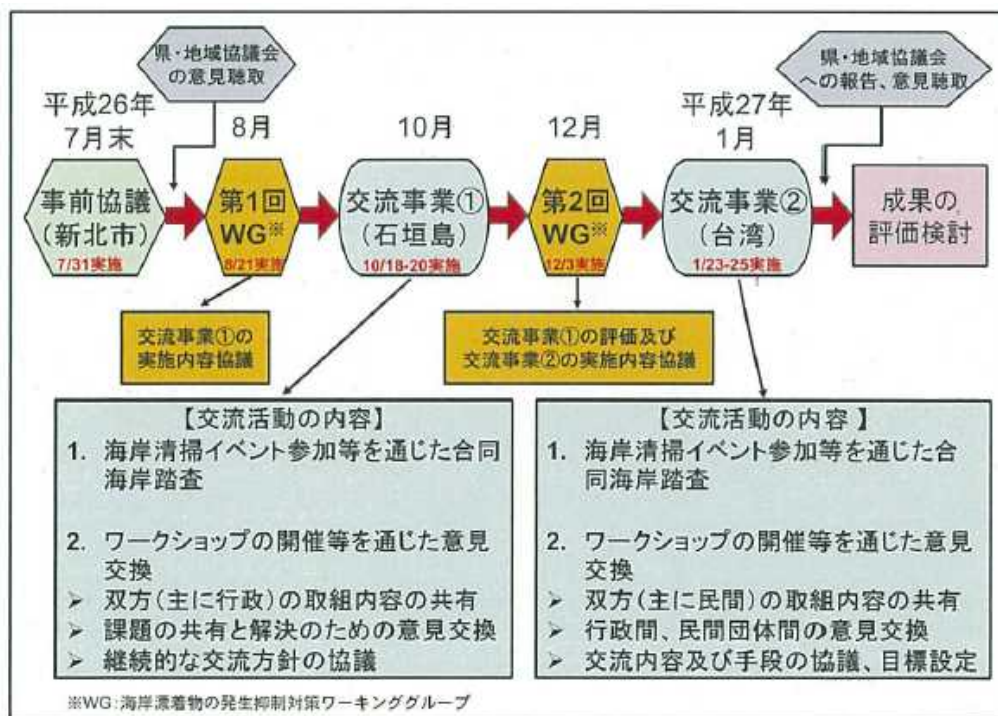 県・地域協議会
の意見聴取
県・地域協議会
への報告、意見聴取
平成26年
7月末
8月
10月
12月
平成27年
1月
事前協議
(新北市)
7/31実施
第1回
WG※
8/21実施
交流事業①
(石垣島)
10/18-20実施
第2回
WG※
12/3実施
交流事業②
(台湾)
1/23-25実施
成果の
評価検討
交流事業①の
実施内容協議
交流事業①の評価及び
交流事業②の実施内容協議
【交流活動の内容】
1. 海岸清掃イベント参加等を通じた合同
海岸踏査
2. ワークショップの開催等を通じた意見
交換
➢ 双方(主に行政)の取組内容の共有
➢ 課題の共有と解決のための意見交換
➢ 継続的な交流方針の協議
【交流活動の内容 】
1. 海岸清掃イベント参加等を通じた合
同海岸踏査
2. ワークショップの開催等を通じた意見
交換
➢ 双方(主に民間)の取組内容の共有
➢ 行政間、民間団体間の意見交換
➢ 交流内容及び手段の協議、目標設定
※WG:海岸漂着物の発生抑制対策ワーキンググループ